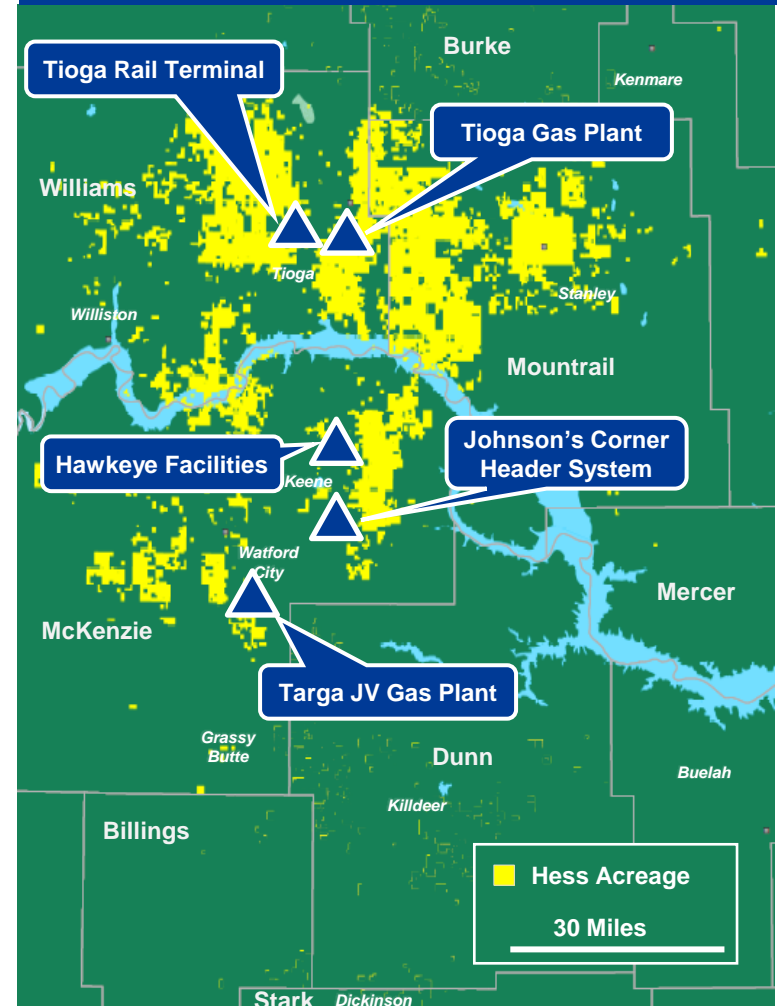 Burke
Tioga Rail Terminal
Kenmare
Tioga Gas Plant
Williams
Tioga
Stanley
Williston
Mountrail
Johnson's Corner
Header System
Hawkeye Facilities
Keene
Watford
City
Mercer
McKenzie
Targa JV Gas Plant
Grassy
Butte
Dunn
Buelah
Killdeer
Billings
Hess Acreage
30 Miles
Stark
Dickinson